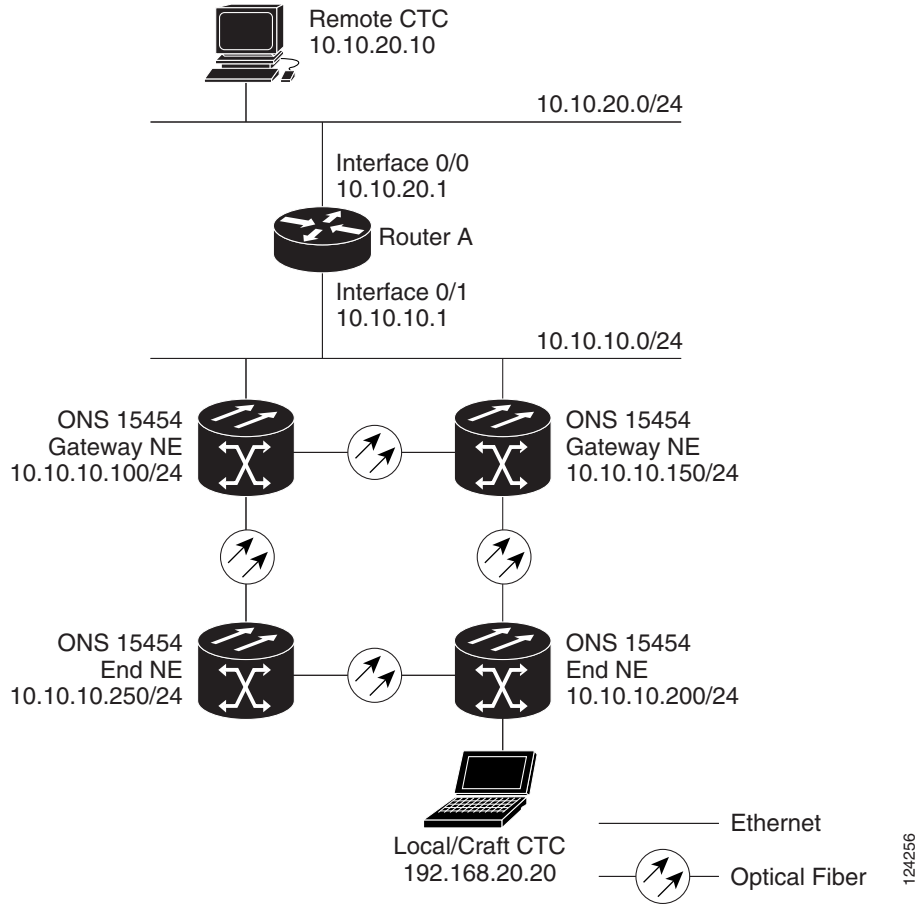 Remote CTC
10.10.20.10
10.10.20.0/24
Interface 0/0
10.10.20.1
Router A
Interface 0/1
10.10.10.1
10.10.10.0/24
ONS 15454
Gateway NE
10.10.10.100/24
ONS 15454
Gateway NE
10.10.10.150/24
ONS 15454
End NE
10.10.10.250/24
ONS 15454
End NE
10.10.10.200/24
Local/Craft CTC
192.168.20.20
Ethernet
Optical Fiber
124256